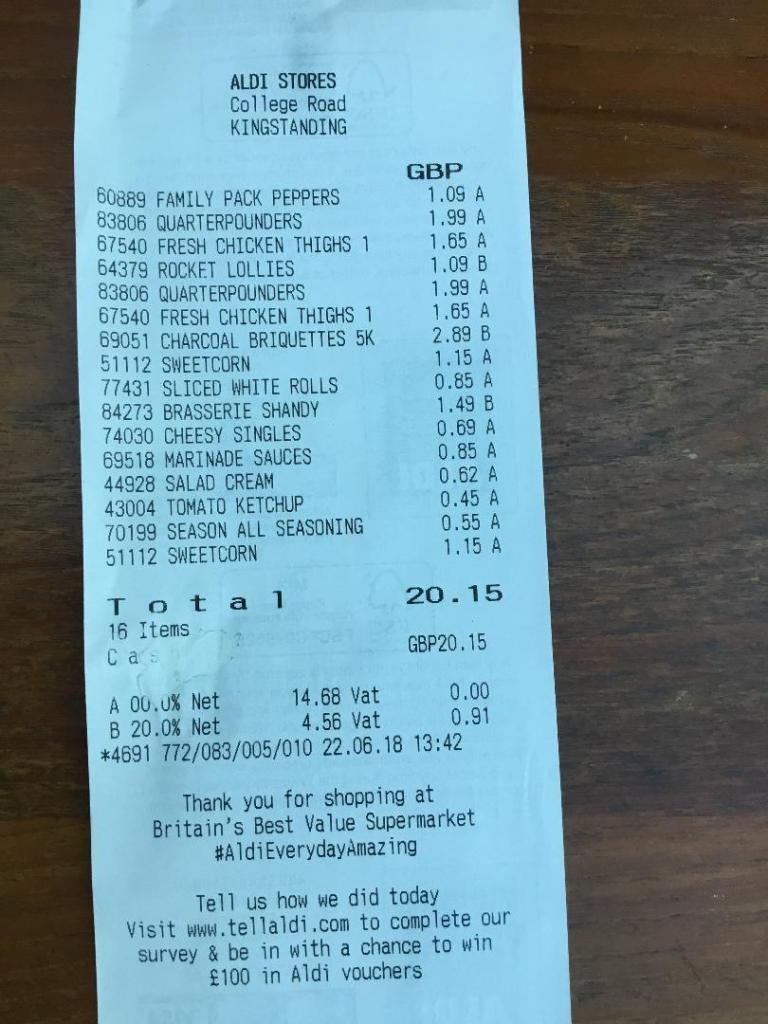 ALDI STORES
College Road
KINGSTANDING
GBP
60889 FAMILY PACK PEPPERS 1.09 A
83806 QUARTERPOUNDERS 1.99 A
67540 FRESH CHICKEN THIGHS 1 1.65 A
64379 ROCKET LOLLIES 1.09 B
83806 QUARTERPOUNDERS 1.99 A
67540 FRESH CHICKEN THIGHS 1 1.65 A
69051 CHARCOAL BRIQUETTES 5K 2.89 B
51112 SWEETCORN 1.15 A
77431 SLICED WHITE ROLLS 0.85 A
84273 BRASSERIE SHANDY 1.49 B
74030 CHEESY SINGLES 0.69 A
69518 MARINADE SAUCES 0.85 A
44928 SALAD CREAM 0.62 A
43004 TOMATO KETCHUP 0.45 A
70199 SEASON ALL SEASONING 0.55 A
51112 SWEETCORN 1.15 A
Total 20.15
16 Items
GBP20.15
A 00.0% Net 14.68 Vat 0.00
B 20.0% Net 4.56 Vat 0.91
*4691 772/083/005/010 22.06.18 13:42
Thank you for shopping at
Britain's Best Value Supermarket
#AldiEverydayAmazing
Tell us how we did today
Visit www.tellaldi.com to complete our
survey & be in with a chance to win
£100 in Aldi vouchers